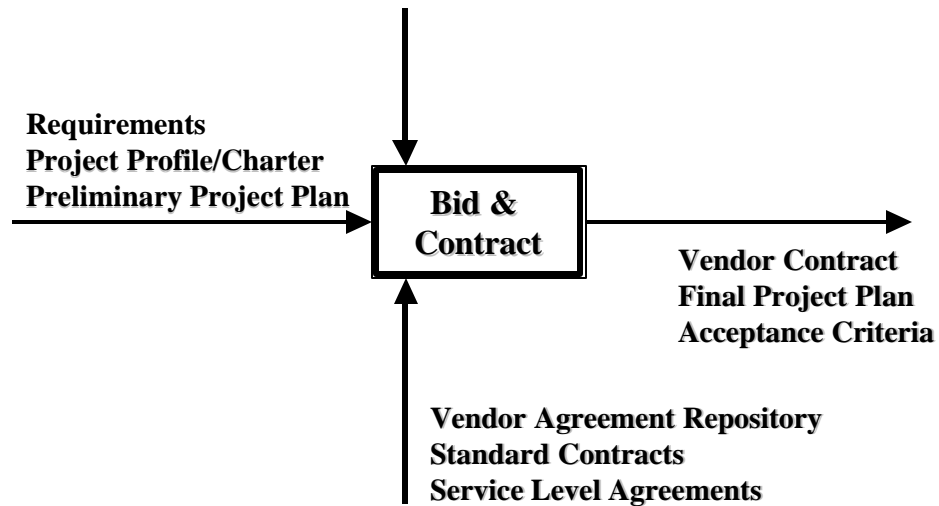 Requirements
Project Profile/Charter
Preliminary Project Plan
Bid &
Contract
Vendor Contract
Final Project Plan
Acceptance Criteria
Vendor Agreement Repository
Standard Contracts
Service Level Agreements